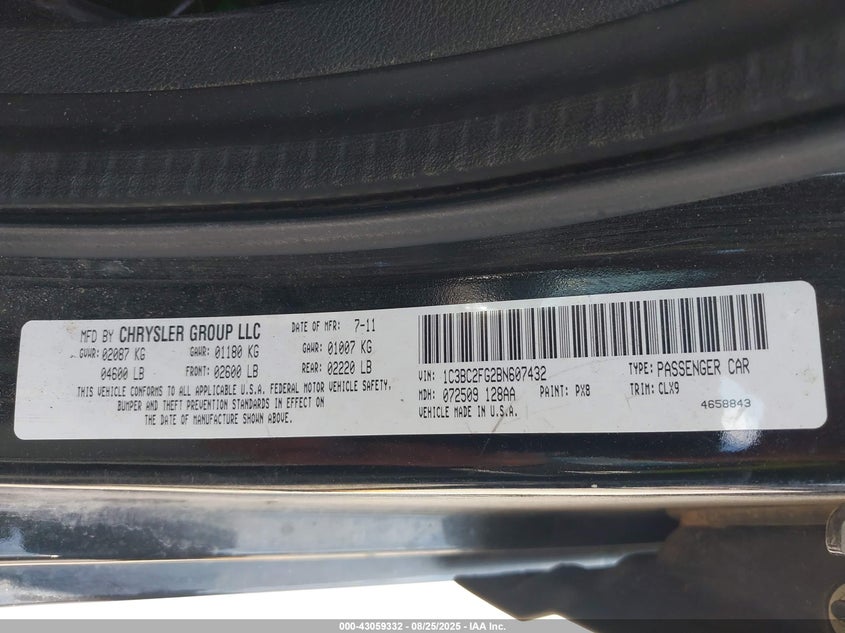 MFD BY CHRYSLER GROUP LLC DATE OF MFR: 7-11
GVWR: 02087 KG GAWR: 01180 KG GAWR: 01007 KG
04600 LB FRONT: 02600 LB REAR: 02220 LB
THIS VEHICLE CONFORMS TO ALL APPLICABLE U.S.A. FEDERAL MOTOR VEHICLE SAFETY,
BUMPER AND THEFT PREVENTION STANDARDS IN EFFECT ON
THE DATE OF MANUFACTURE SHOWN ABOVE.
VIN: 1C3BC2FG2BN607432 TYPE: PASSENGER CAR
MDH: 072509 128AA PAINT: PX8 TRIM: CLX9
VEHICLE MADE IN U.S.A. 4658843
000-43059332 - 08/25/2025 - IAA Inc.